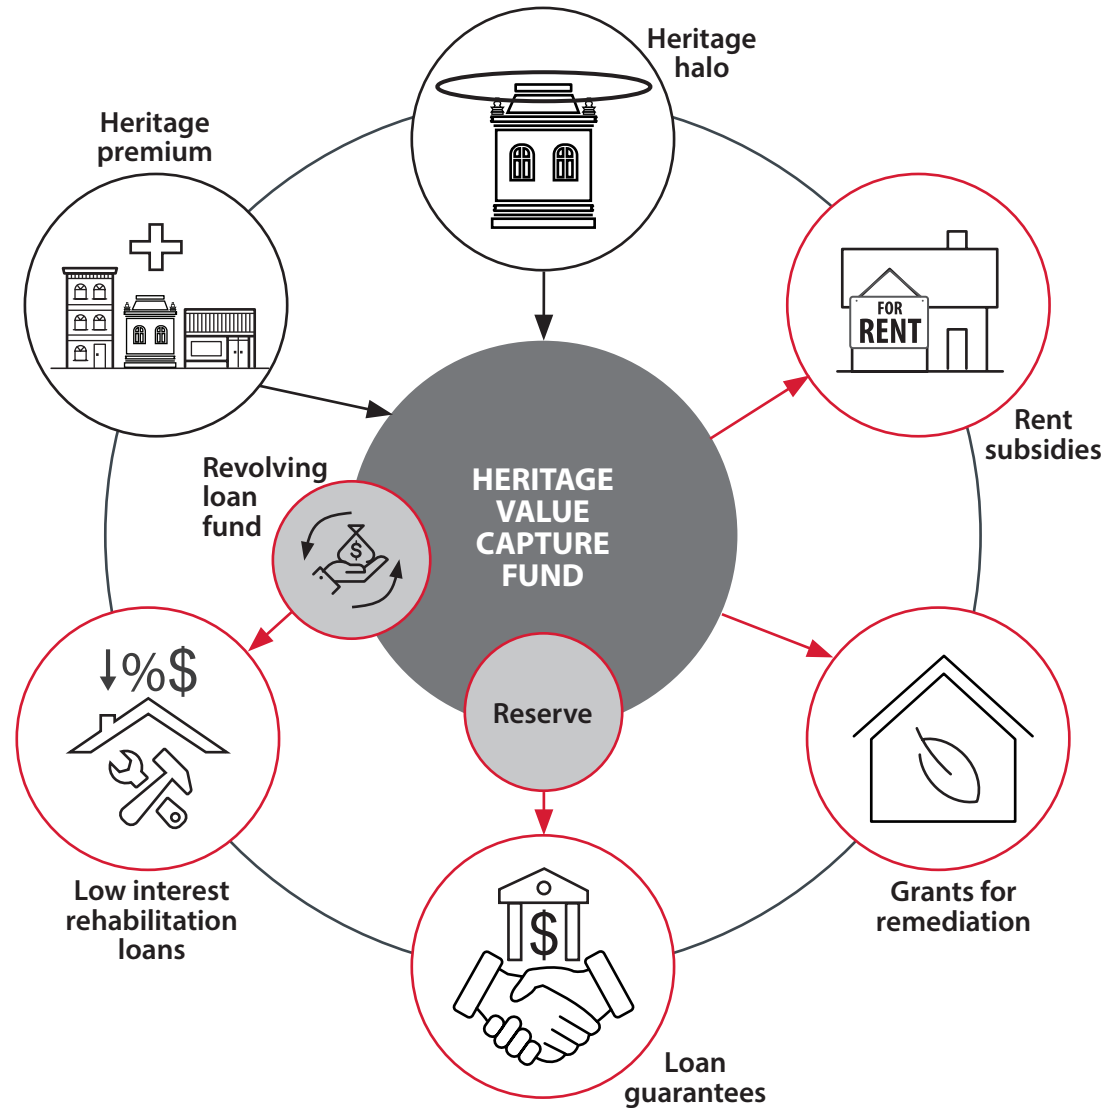 Heritage
halo
Heritage
premium
FOR
RENT
Rent
subsidies
Revolving
loan
fund
$
HERITAGE
VALUE
CAPTURE
FUND
↓%$
Reserve
Low interest
rehabilitation
loans
$
Grants for
remediation
Loan
guarantees